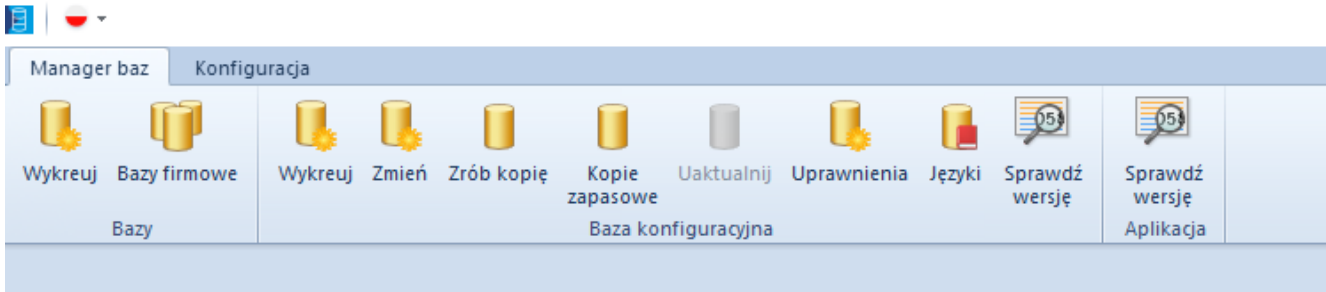 Manager baz Konfiguracja
Wykreuj Bazy firmowe Wykreuj Zmień Zrób kopię Kopie zapasowe Uaktualnij Uprawnienia Języki Sprawdź wersję Sprawdź wersję
Bazy Baza konfiguracyjna Aplikacja